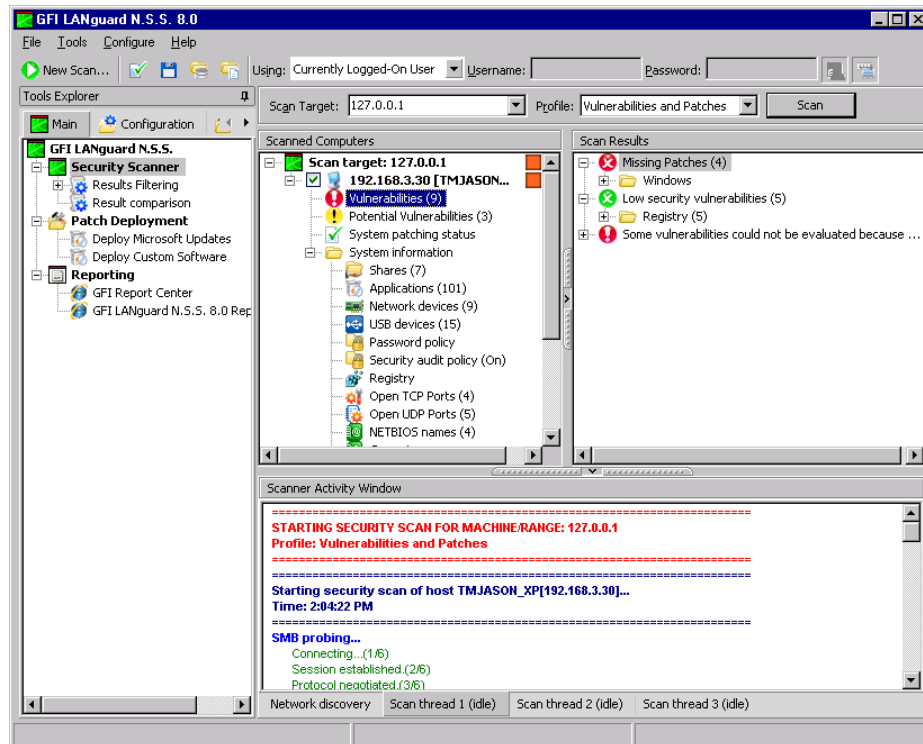 GFI LANguard N.S.S. 8.0
File Tools Configure Help
New Scan... Using: Currently Logged-On User Username: Password:
Tools Explorer
Main Configuration
GFI LANguard N.S.S.
Security Scanner
Results Filtering
Result comparison
Patch Deployment
Deploy Microsoft Updates
Deploy Custom Software
Reporting
GFI Report Center
GFI LANguard N.S.S. 8.0 Rep
Scan Target: 127.0.0.1 Profile: Vulnerabilities and Patches Scan
Scanned Computers
Scan target: 127.0.0.1
192.168.3.30 [TMJASON...
Vulnerabilities (9)
Potential Vulnerabilities (3)
System patching status
System information
Shares (7)
Applications (101)
Network devices (9)
USB devices (15)
Password policy
Security audit policy (On)
Registry
Open TCP Ports (4)
Open UDP Ports (5)
NETBIOS names (4)
Scan Results
Missing Patches (4)
Windows
Low security vulnerabilities (5)
Registry (5)
Some vulnerabilities could not be evaluated because ...
Scanner Activity Window
STARTING SECURITY SCAN FOR MACHINE/RANGE: 127.0.0.1
Profile: Vulnerabilities and Patches
Starting security scan of host TMJASON_XP[192.168.3.30]...
Time: 2:04:22 PM
SMB probing...
Connecting...(1/6)
Session established.(2/6)
Protocol negotiated.(3/6)
Network discovery Scan thread 1 (idle) Scan thread 2 (idle) Scan thread 3 (idle)